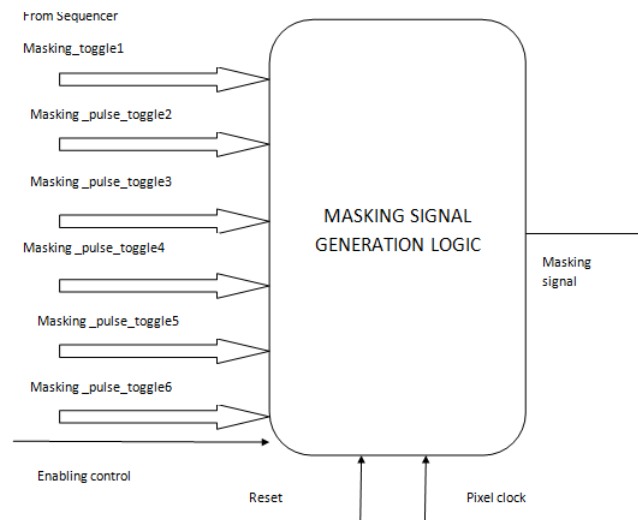 From Sequencer
Masking_toggle1
Masking _pulse_toggle2
Masking _pulse_toggle3
Masking _pulse_toggle4
Masking _pulse_toggle5
Masking _pulse_toggle6
MASKING SIGNAL
GENERATION LOGIC
Masking
signal
Enabling control
Reset
Pixel clock